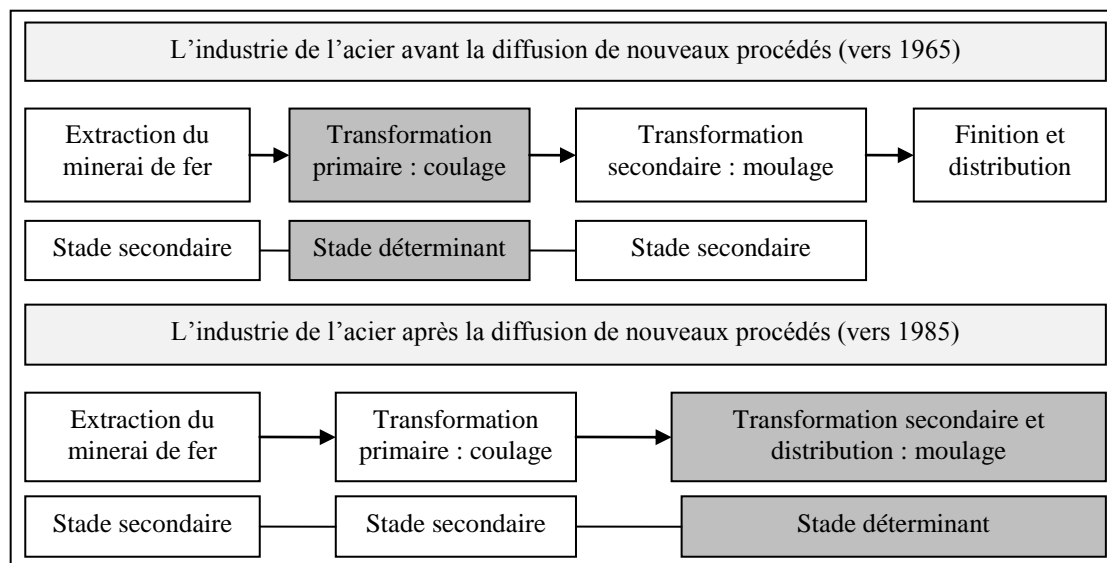 L'industrie de l'acier avant la diffusion de nouveaux procédés (vers 1965)
Extraction du
minerai de fer
Transformation
primaire : coulage
Transformation
secondaire : moulage
Finition et
distribution
Stade secondaire
Stade déterminant
Stade secondaire
L'industrie de l'acier après la diffusion de nouveaux procédés (vers 1985)
Extraction du
minerai de fer
Transformation
primaire : coulage
Transformation secondaire et
distribution : moulage
Stade secondaire
Stade secondaire
Stade déterminant